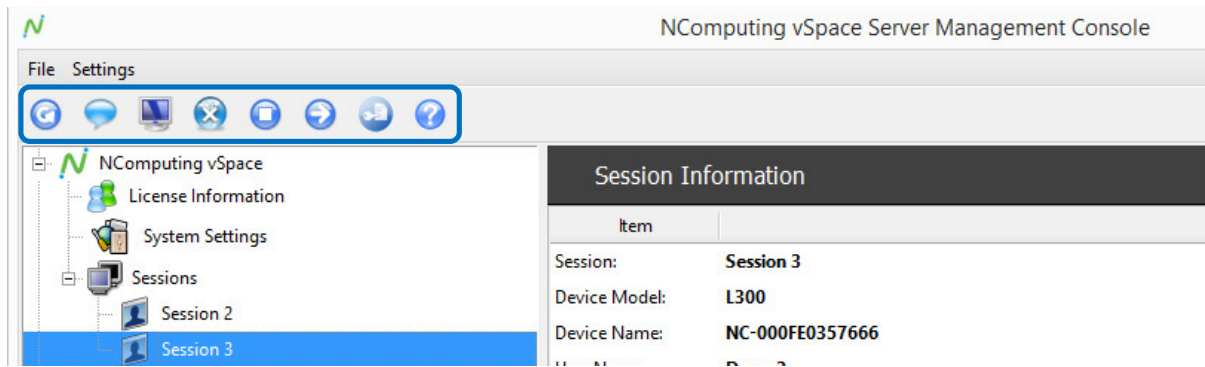 NComputing vSpace Server Management Console
File Settings
NComputing vSpace
License Information
System Settings
Sessions
Session 2
Session 3
Session Information
Item
Session: Session 3
Device Model: L300
Device Name: NC-000FE0357666